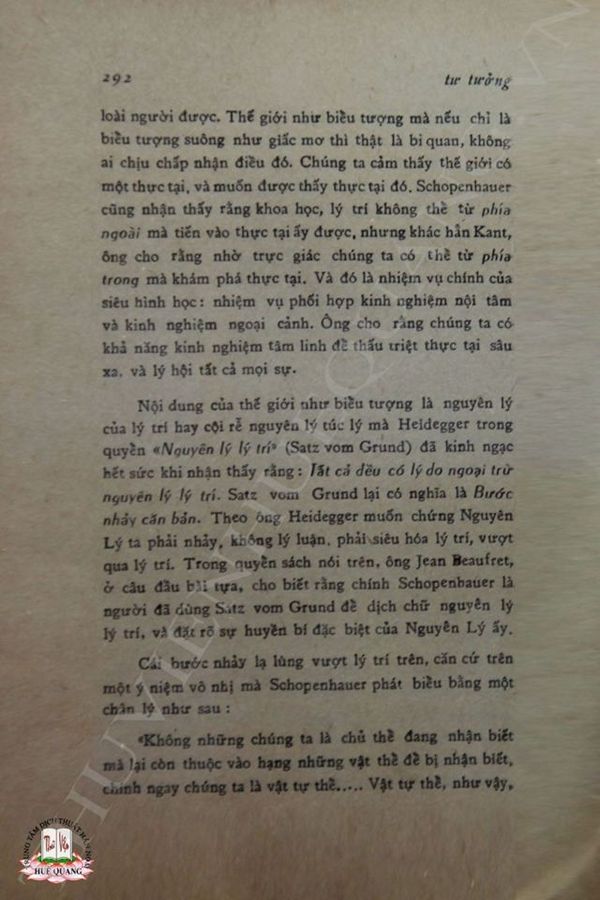 292 tư tưởng
loài người được. Thế giới như biểu tượng mà nếu chỉ là
biểu tượng suông như giấc mơ thì thật là bi quan, không
ai chịu chấp nhận điều đó. Chúng ta cảm thấy thế giới có
một thực tại, và muốn được thấy thực tại đó. Schopenhauer
cũng nhận thấy rằng khoa học, lý trí không thể từ phía
ngoài mà tiến vào thực tại ấy được, nhưng khác hẳn Kant,
ông cho rằng nhờ trực giác chúng ta có thể từ phía
trong mà khám phá thực tại. Và đó là nhiệm vụ chính của
siêu hình học : nhiệm vụ phối hợp kinh nghiệm nội tâm
và kinh nghiệm ngoại cảnh. Ông cho rằng chúng ta có
khả năng kinh nghiệm tâm linh để thấu triệt thực tại sâu
xa, và lý hội tất cả mọi sự.
Nội dung của thế giới như biểu tượng là nguyên lý
của lý trí hay cội rễ nguyên lý túc lý mà Heidegger trong
quyển «Nguyên lý lý trí» (Satz vom Grund) đã kinh ngạc
hết sức khi nhận thấy rằng : Tất cả đều có lý do ngoại trừ
nguyên lý lý trí. Satz vom Grund lại có nghĩa là Bước
nhảy căn bản. Theo ông Heidegger muốn chứng Nguyên
Lý ta phải nhảy, không lý luận, phải siêu hóa lý trí, vượt
qua lý trí. Trong quyển sách nói trên, ông Jean Beaufret,
ở câu đầu bài tựa, cho biết rằng chính Schopenhauer là
người đã dùng Satz vom Grund để dịch chữ nguyên lý
lý trí, và đặt rõ sự huyền bí đặc biệt của Nguyên Lý ấy.
Cái bước nhảy lạ lùng vượt lý trí trên, căn cứ trên
một ý niệm vô nhị mà Schopenhauer phát biểu bằng một
chân lý như sau :
«Không những chúng ta là chủ thể đang nhận biết
mà lại còn thuộc vào hạng những vật thể để bị nhận biết,
chính ngay chúng ta là vật tự thể..... Vật tự thể, như vậy,
TRUNG TÂM DỊCH THUẬT HÁN NÔM
HUỆ QUANG